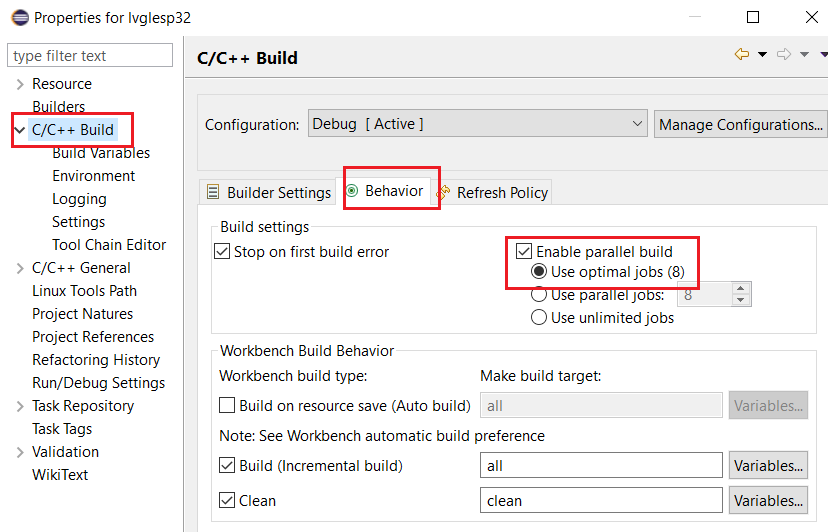 Properties for lvglesp32
type filter text
Resource
Builders
C/C++ Build
Build Variables
Environment
Logging
Settings
Tool Chain Editor
C/C++ General
Linux Tools Path
Project Natures
Project References
Refactoring History
Run/Debug Settings
Task Repository
Task Tags
Validation
WikiText
C/C++ Build
Configuration: Debug [ Active ] Manage Configurations...
Builder Settings Behavior Refresh Policy
Build settings
Stop on first build error Enable parallel build
Use optimal jobs (8)
Use parallel jobs: 8
Use unlimited jobs
Workbench Build Behavior
Workbench build type: Make build target:
Build on resource save (Auto build) all Variables...
Note: See Workbench automatic build preference
Build (Incremental build) all Variables...
Clean clean Variables...